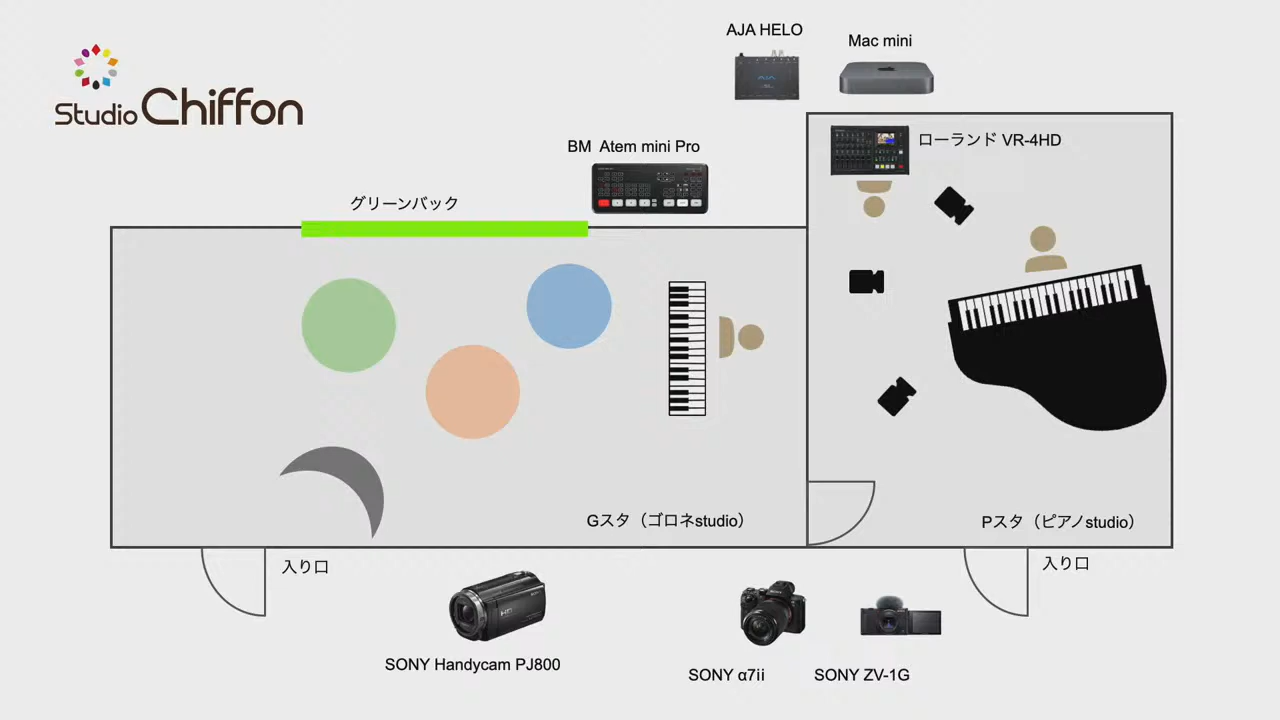 Studio Chiffon
AJA HELO
Mac mini
BM Atem mini Pro
ローランド VR-4HD
グリーンバック
Gスタ（ゴロネstudio）
Pスタ（ピアノstudio）
入り口
入り口
SONY Handycam PJ800
SONY α7ii
SONY ZV-1G